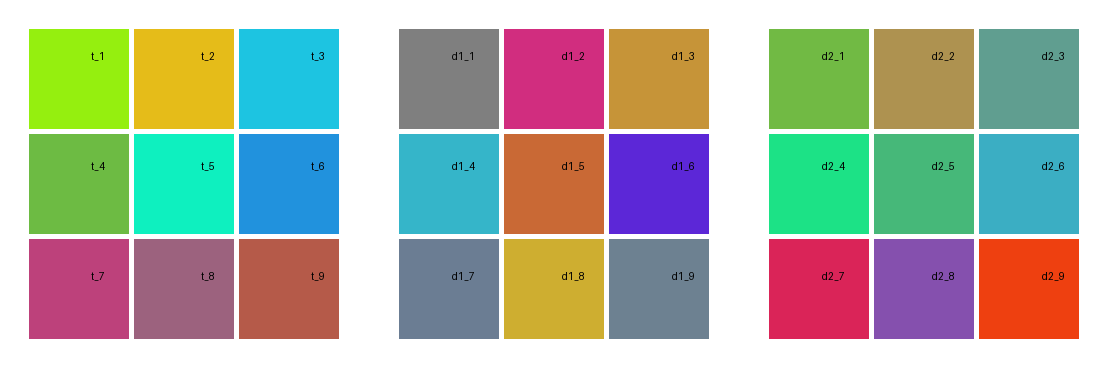 t_1 t_2 t_3 d1_1 d1_2 d1_3 d2_1 d2_2 d2_3
t_4 t_5 t_6 d1_4 d1_5 d1_6 d2_4 d2_5 d2_6
t_7 t_8 t_9 d1_7 d1_8 d1_9 d2_7 d2_8 d2_9